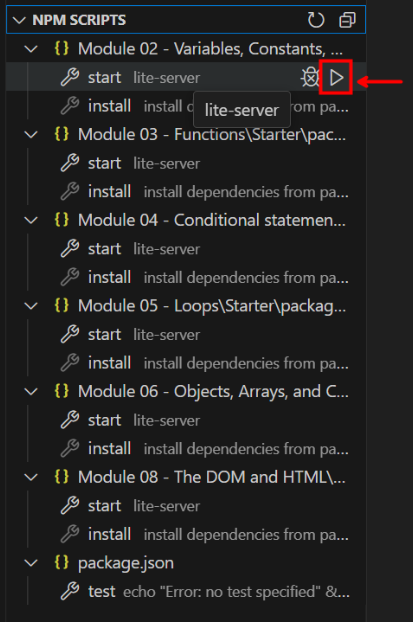 NPM SCRIPTS
{} Module 02 - Variables, Constants, ...
start lite-server
install install d dependencies from pa...
lite-server
{} Module 03 - Functions\Starter\pac...
start lite-server
install install dependencies from pa...
{} Module 04 - Conditional statemen...
start lite-server
install install dependencies from pa...
{} Module 05 - Loops\Starter\packag...
start lite-server
install install dependencies from pa...
{} Module 06 - Objects, Arrays, and C...
start lite-server
install install dependencies from pa...
{} Module 08 - The DOM and HTML\...
start lite-server
install install dependencies from pa...
{} package.json
test echo "Error: no test specified" &...